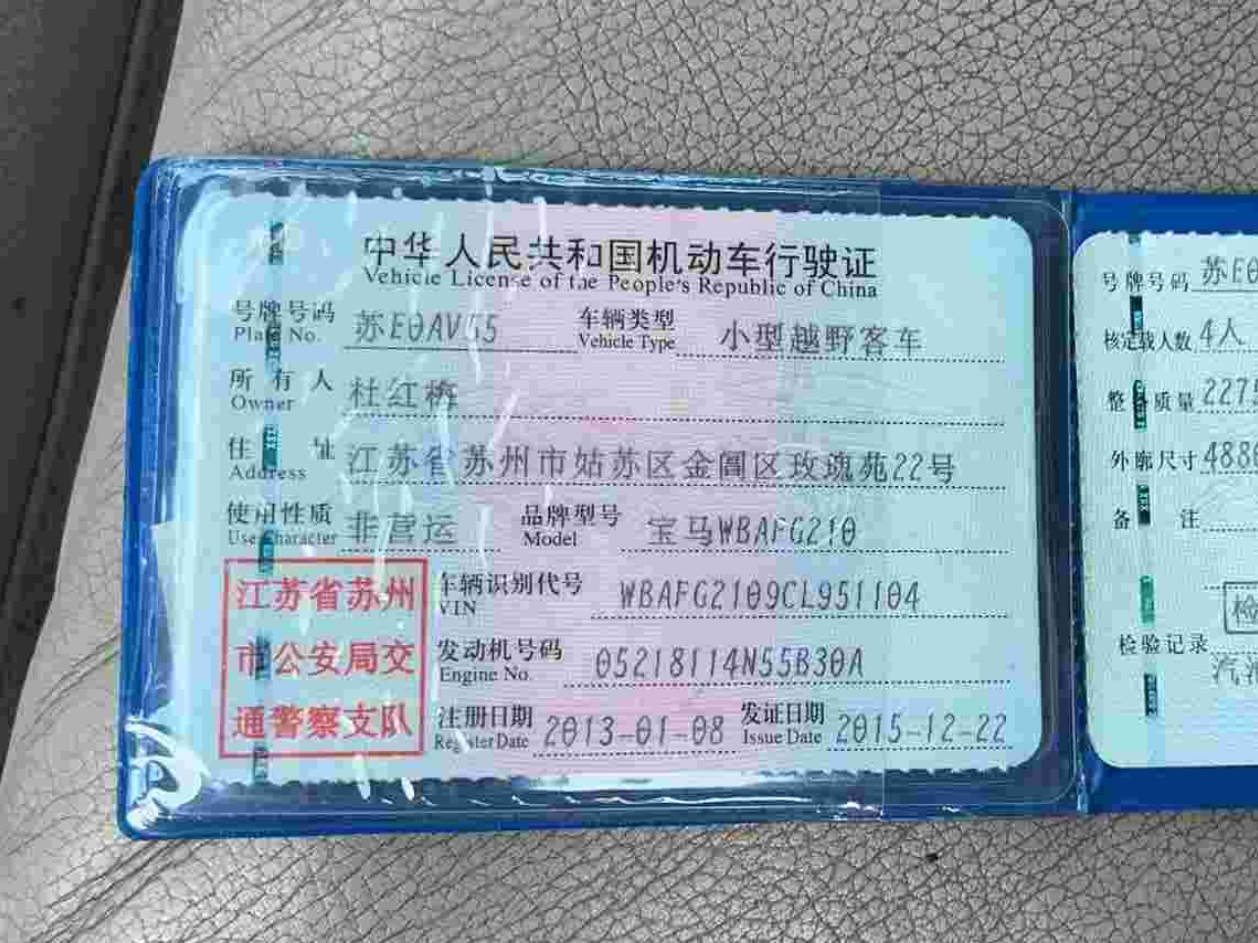 中华人民共和国机动车行驶证
Vehicle License of the People's Republic of China
号牌号码 苏E0AV55 车辆类型 小型越野客车
Plate No. Vehicle Type
所有人 杜红梅
Owner
住址 江苏省苏州市姑苏区金阊区玫瑰苑22号
Address
使用性质 非营运 品牌型号 宝马WBAFG210
Use Character Model
江苏省苏州
市公安局交
通警察支队
车辆识别代号 WBAFG2109CL951104
VIN
发动机号码 05218114N55B30A
Engine No.
注册日期 2013-01-08 发证日期 2015-12-22
Register Date Issue Date
号牌号码 苏E0
核定载人数 4人
整备质量 227
外廓尺寸 488
备注
检
检验记录
汽